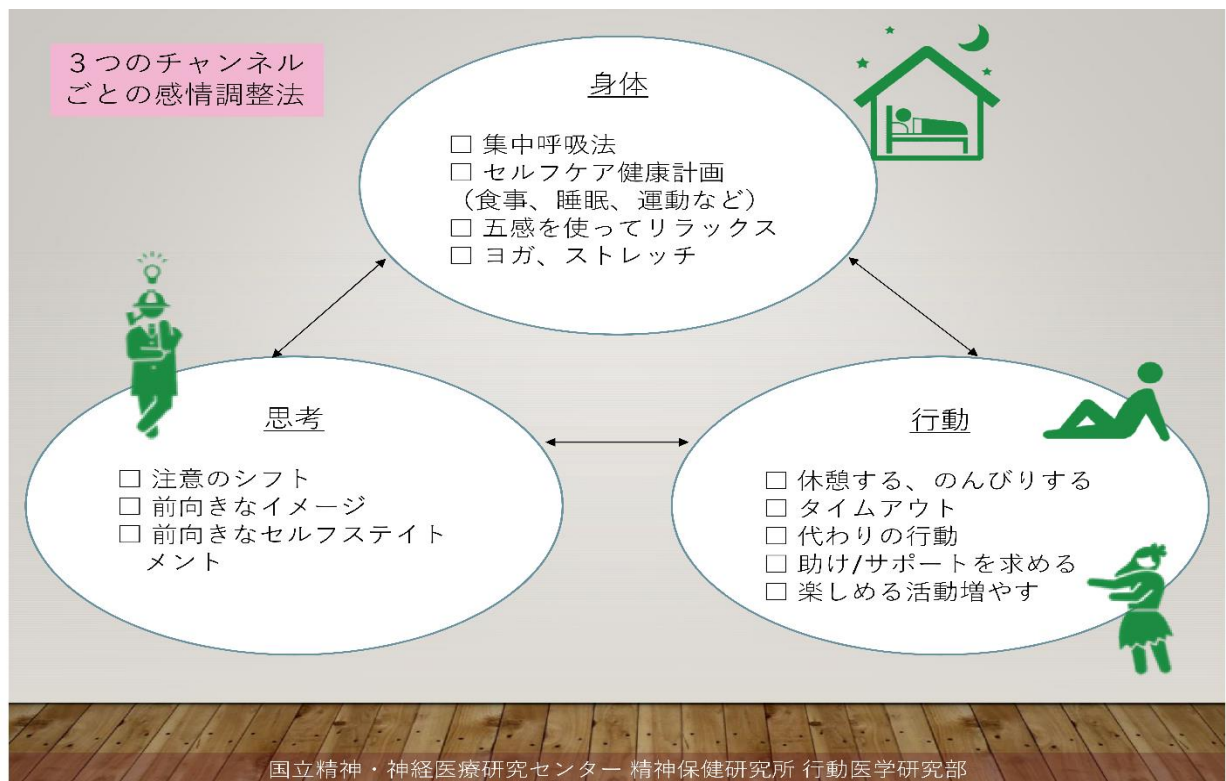 ３つのチャンネル
ごとの感情調整法
身体
□ 集中呼吸法
□ セルフケア健康計画
（食事、睡眠、運動など）
□ 五感を使ってリラックス
□ ヨガ、ストレッチ
思考
□ 注意のシフト
□ 前向きなイメージ
□ 前向きなセルフステイト
メント
行動
□ 休憩する、のんびりする
□ タイムアウト
□ 代わりの行動
□ 助け/サポートを求める
□ 楽しめる活動増やす
国立精神・神経医療研究センター 精神保健研究所 行動医学研究部